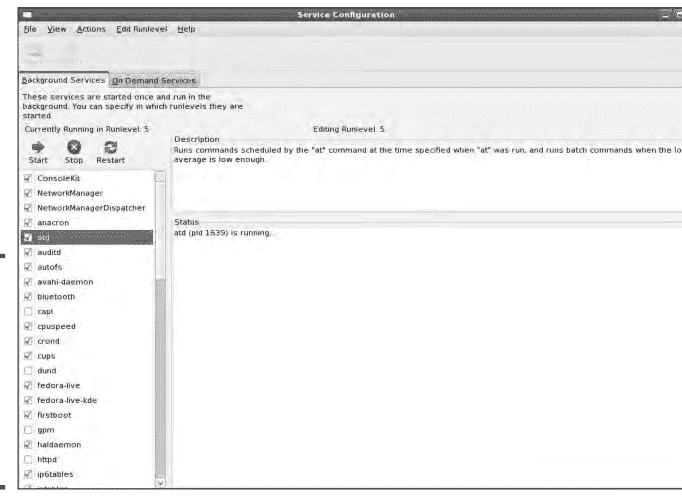 Service Configuration
File View Actions Edit Runlevel Help
Background Services On Demand Services
These services are started once and
run in the
background. You can specify in which runlevels they are
started.
Currently Running in Runlevel: 5 Editing Runlevel: 5
Start Stop Restart
Description
Runs commands scheduled by the "at" command at the time specified when "at" was run, and runs batch commands when the lo
average is low enough.
ConsoleKit
NetworkManager
NetworkManagerDispatcher
anacron
atd
auditd
autofs
avahi-daemon
bluetooth
capi
cpuspeed
crond
cups
dund
fedora-live
fedora-live-kde
firstboot
gpm
haldaemon
httpd
ip6tables
Status
atd (pid 1639) is running...